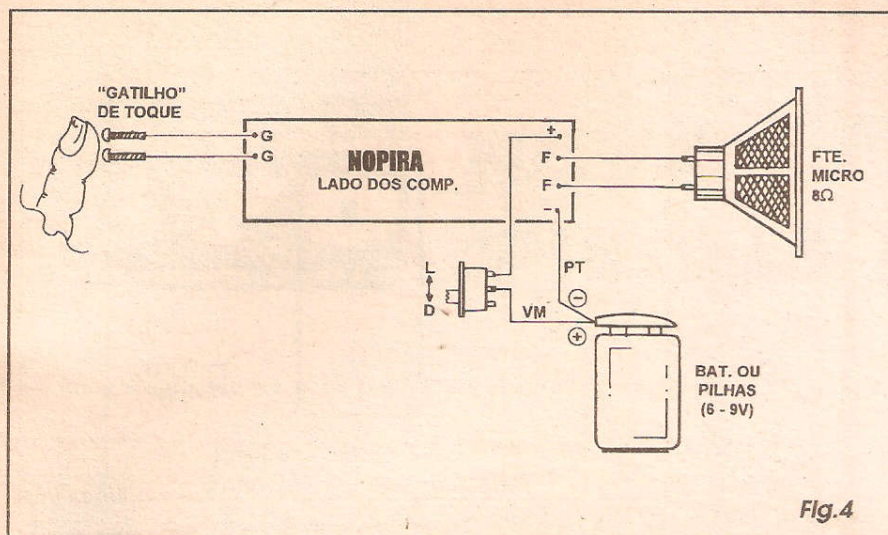 "GATILHO"
DE TOQUE
G
G
NOPIRA
LADO DOS COMP.
+
F
F
–
FTE.
MICRO
8Ω
L
D
PT
VM
–
+
BAT. OU
PILHAS
(6 - 9V)
Fig.4